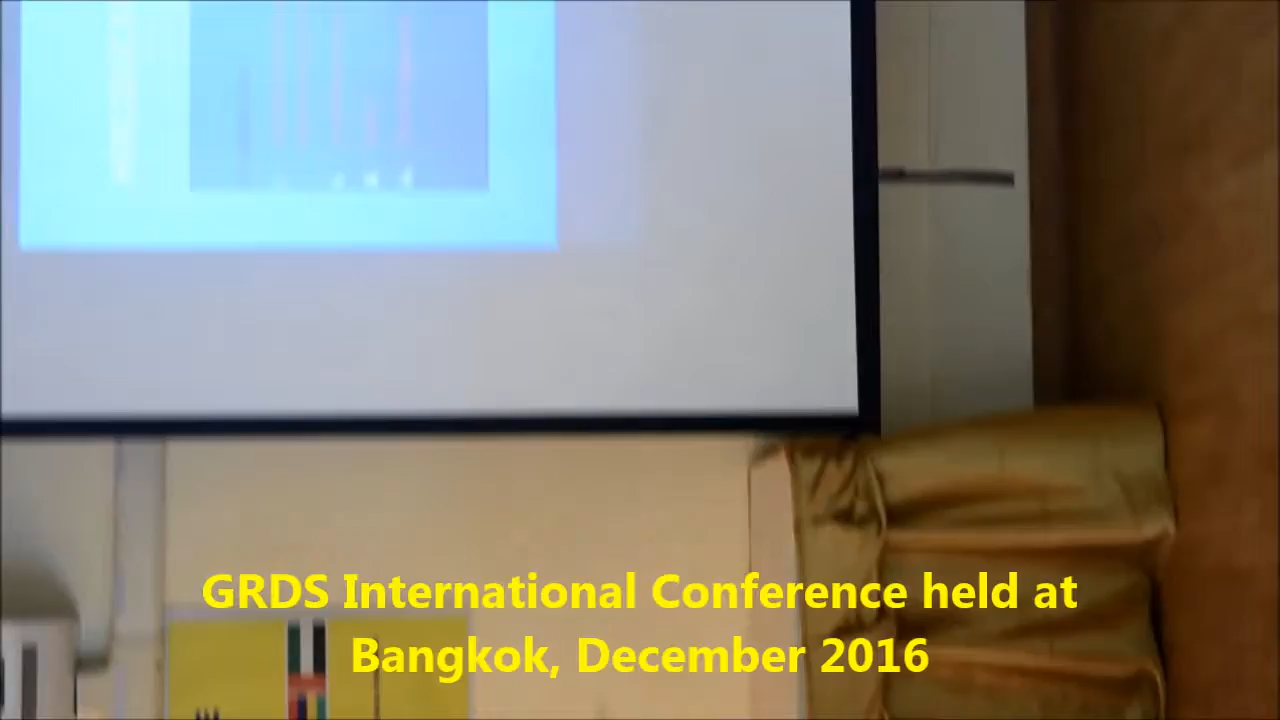 GRDS International Conference held at
Bangkok, December 2016